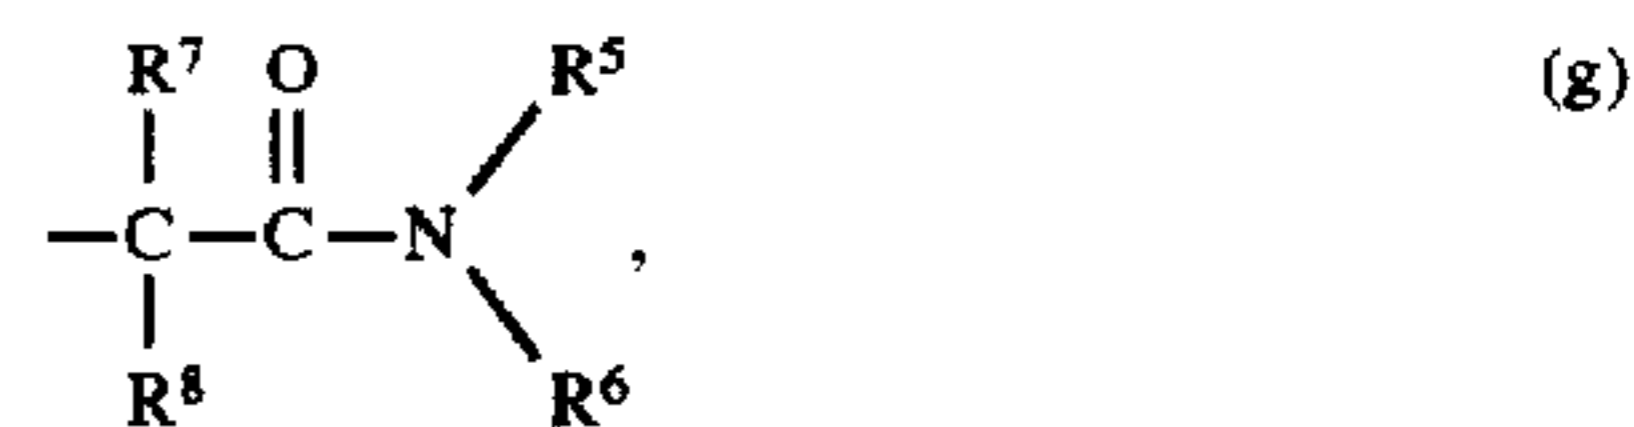 R⁷ O R⁵ (g)
C C N ,
R⁸ R⁶